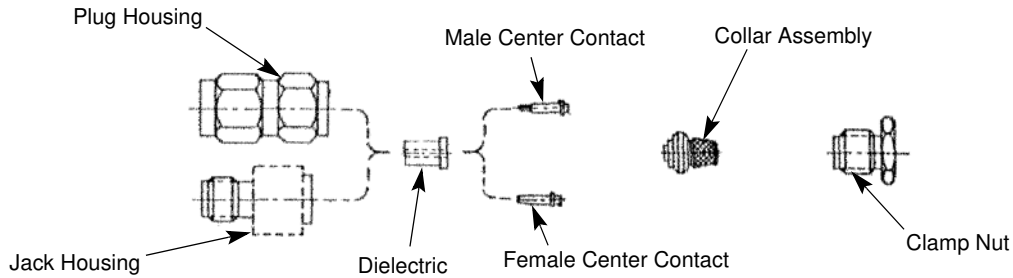 Plug Housing
Male Center Contact
Collar Assembly
Jack Housing
Dielectric
Female Center Contact
Clamp Nut